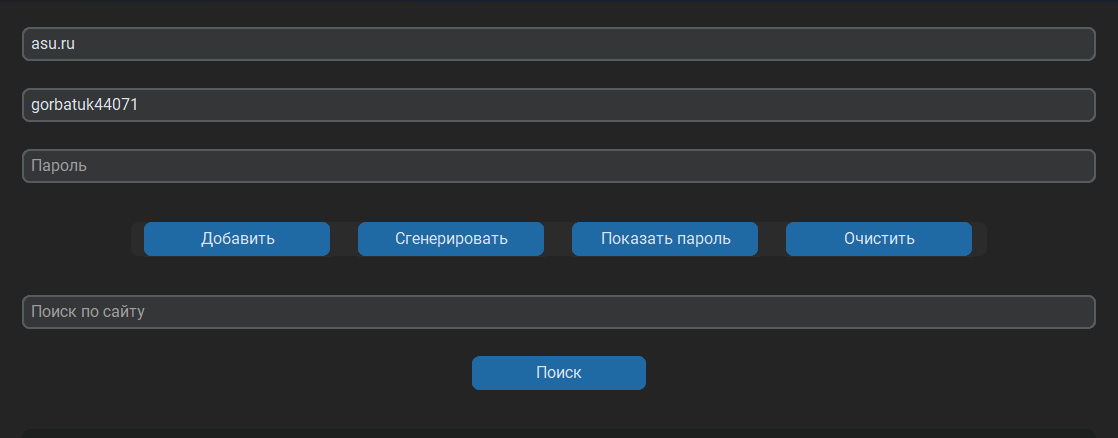 asu.ru
gorbatuk44071
Пароль
Добавить Сгенерировать Показать пароль Очистить
Поиск по сайту
Поиск